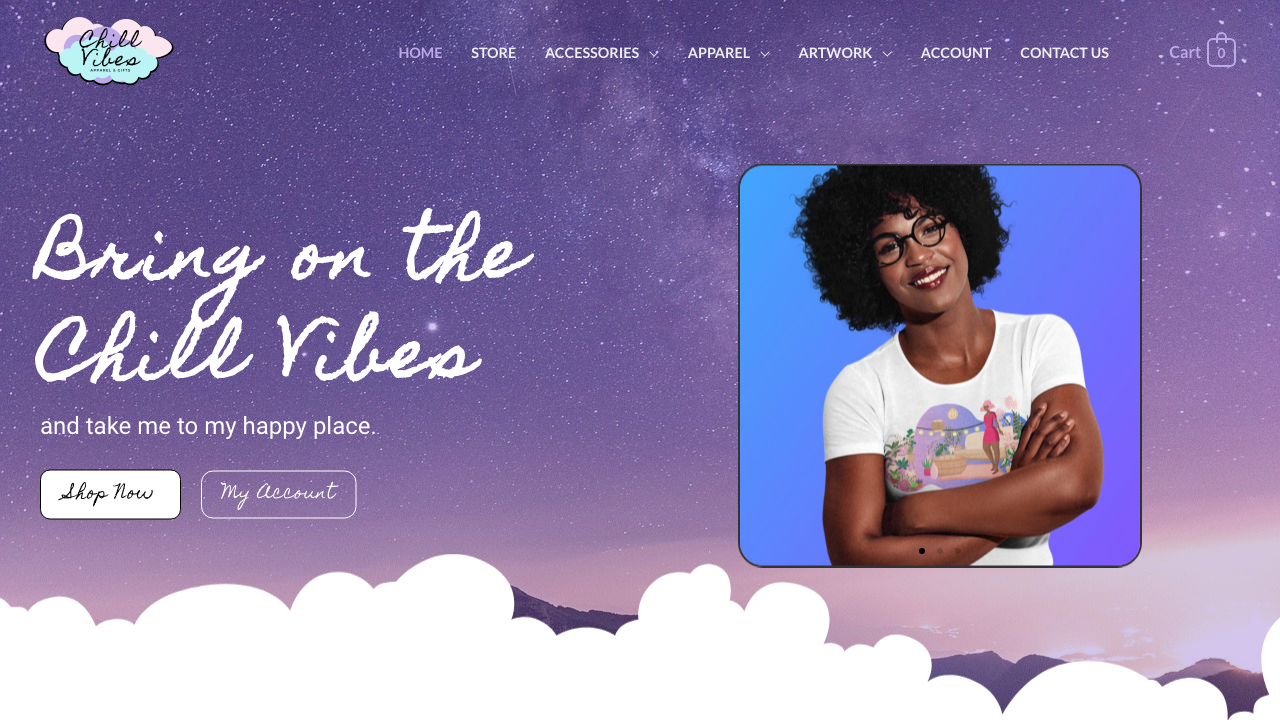 Chill
Vibes
APPAREL & GIFTS
HOME
STORE
ACCESSORIES
APPAREL
ARTWORK
ACCOUNT
CONTACT US
Cart 0
Bring on the
Chill Vibes
and take me to my happy place.
Shop Now
My Account